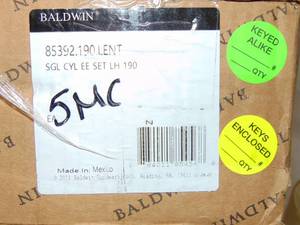 BALDWIN
85392.190 LENT
SGL CYL EE SET LH 190
KEYED
ALIKE
QTY
EA
5MC
Z
KEYS
ENCLOSED
QTY
Made in: Mexico
BALDWIN